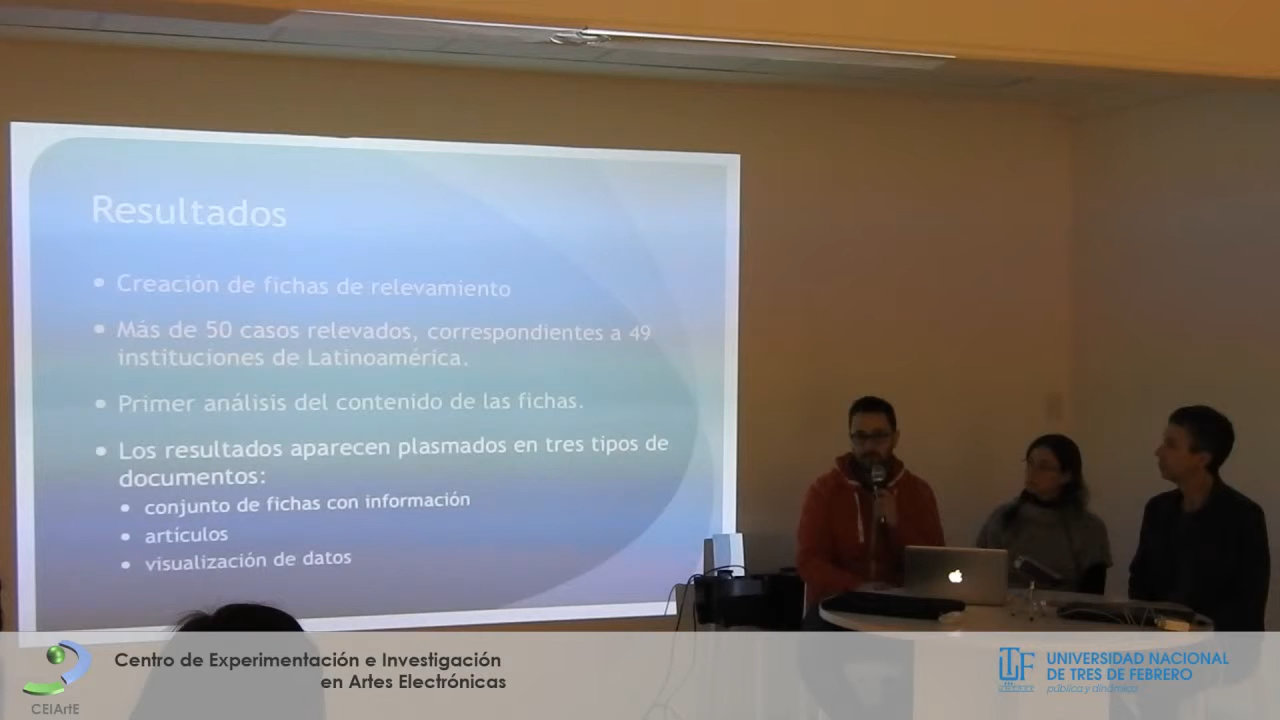 Resultados
Creación de fichas de relevamiento
Más de 50 casos relevados, correspondientes a 49
instituciones de Latinoamérica.
Primer análisis del contenido de las fichas.
Los resultados aparecen plasmados en tres tipos de
documentos:
conjunto de fichas con información
artículos
visualización de datos
Centro de Experimentación e Investigación
en Artes Electrónicas
CEIArtE
UNIVERSIDAD NACIONAL
DE TRES DE FEBRERO
pública y dinámica